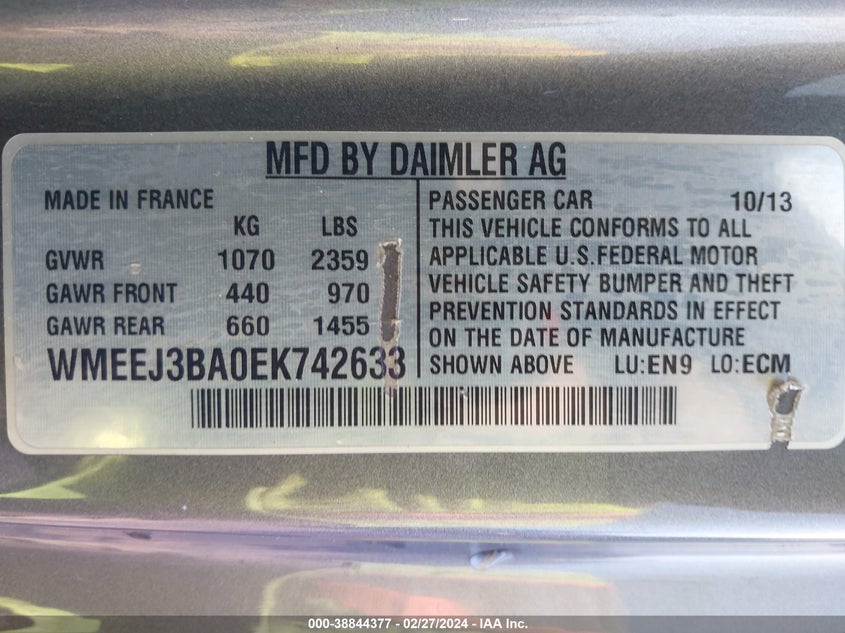 MFD BY DAIMLER AG
MADE IN FRANCE
KG LBS
GVWR 1070 2359
GAWR FRONT 440 970
GAWR REAR 660 1455
WMEEJ3BA0EK742633
PASSENGER CAR 10/13
THIS VEHICLE CONFORMS TO ALL
APPLICABLE U.S.FEDERAL MOTOR
VEHICLE SAFETY BUMPER AND THEFT
PREVENTION STANDARDS IN EFFECT
ON THE DATE OF MANUFACTURE
SHOWN ABOVE LU:EN9 LO:ECM
000-38844377 - 02/27/2024 - IAA Inc.